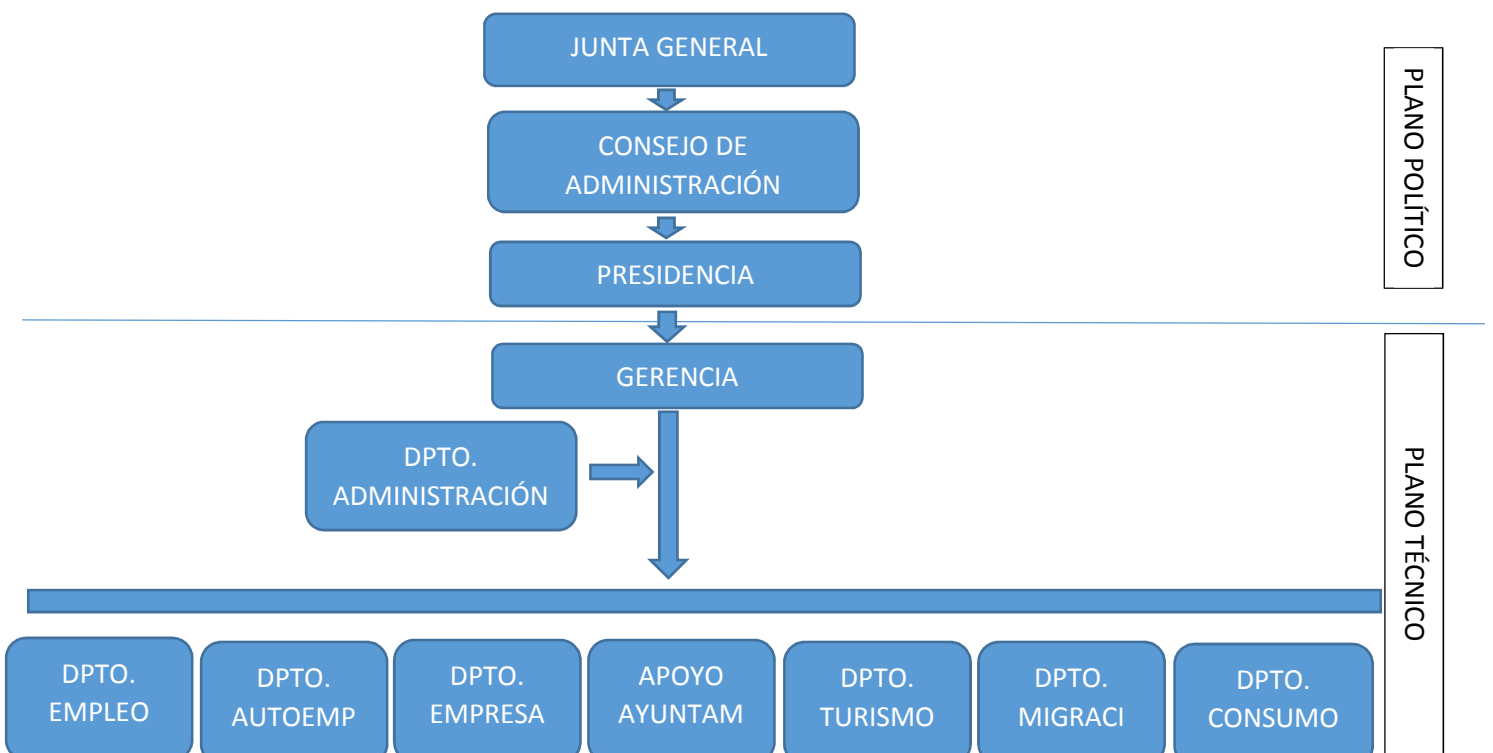 JUNTA GENERAL
CONSEJO DE
ADMINISTRACIÓN
PRESIDENCIA
PLANO POLÍTICO
GERENCIA
DPTO.
ADMINISTRACIÓN
PLANO TÉCNICO
DPTO.
EMPLEO
DPTO.
AUTOEMP
DPTO.
EMPRESA
APOYO
AYUNTAM
DPTO.
TURISMO
DPTO.
MIGRACI
DPTO.
CONSUMO